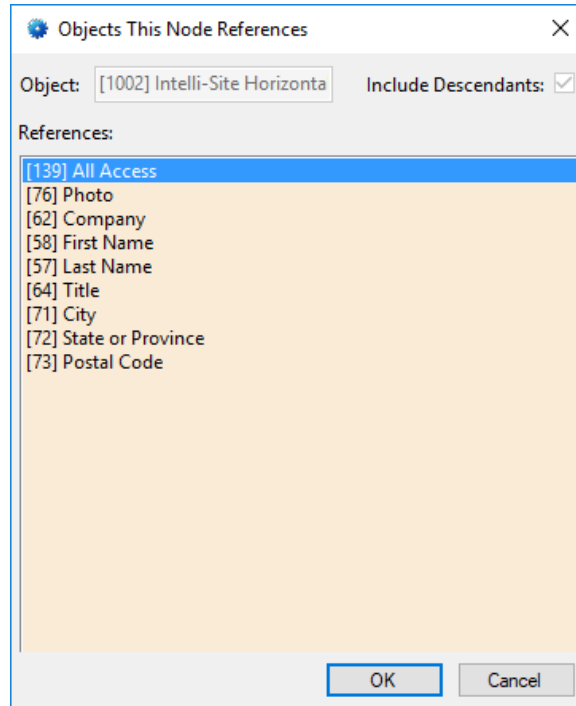 Objects This Node References
Object: [1002] Intelli-Site Horizonta Include Descendants:
References:
[139] All Access
[76] Photo
[62] Company
[58] First Name
[57] Last Name
[64] Title
[71] City
[72] State or Province
[73] Postal Code
OK Cancel